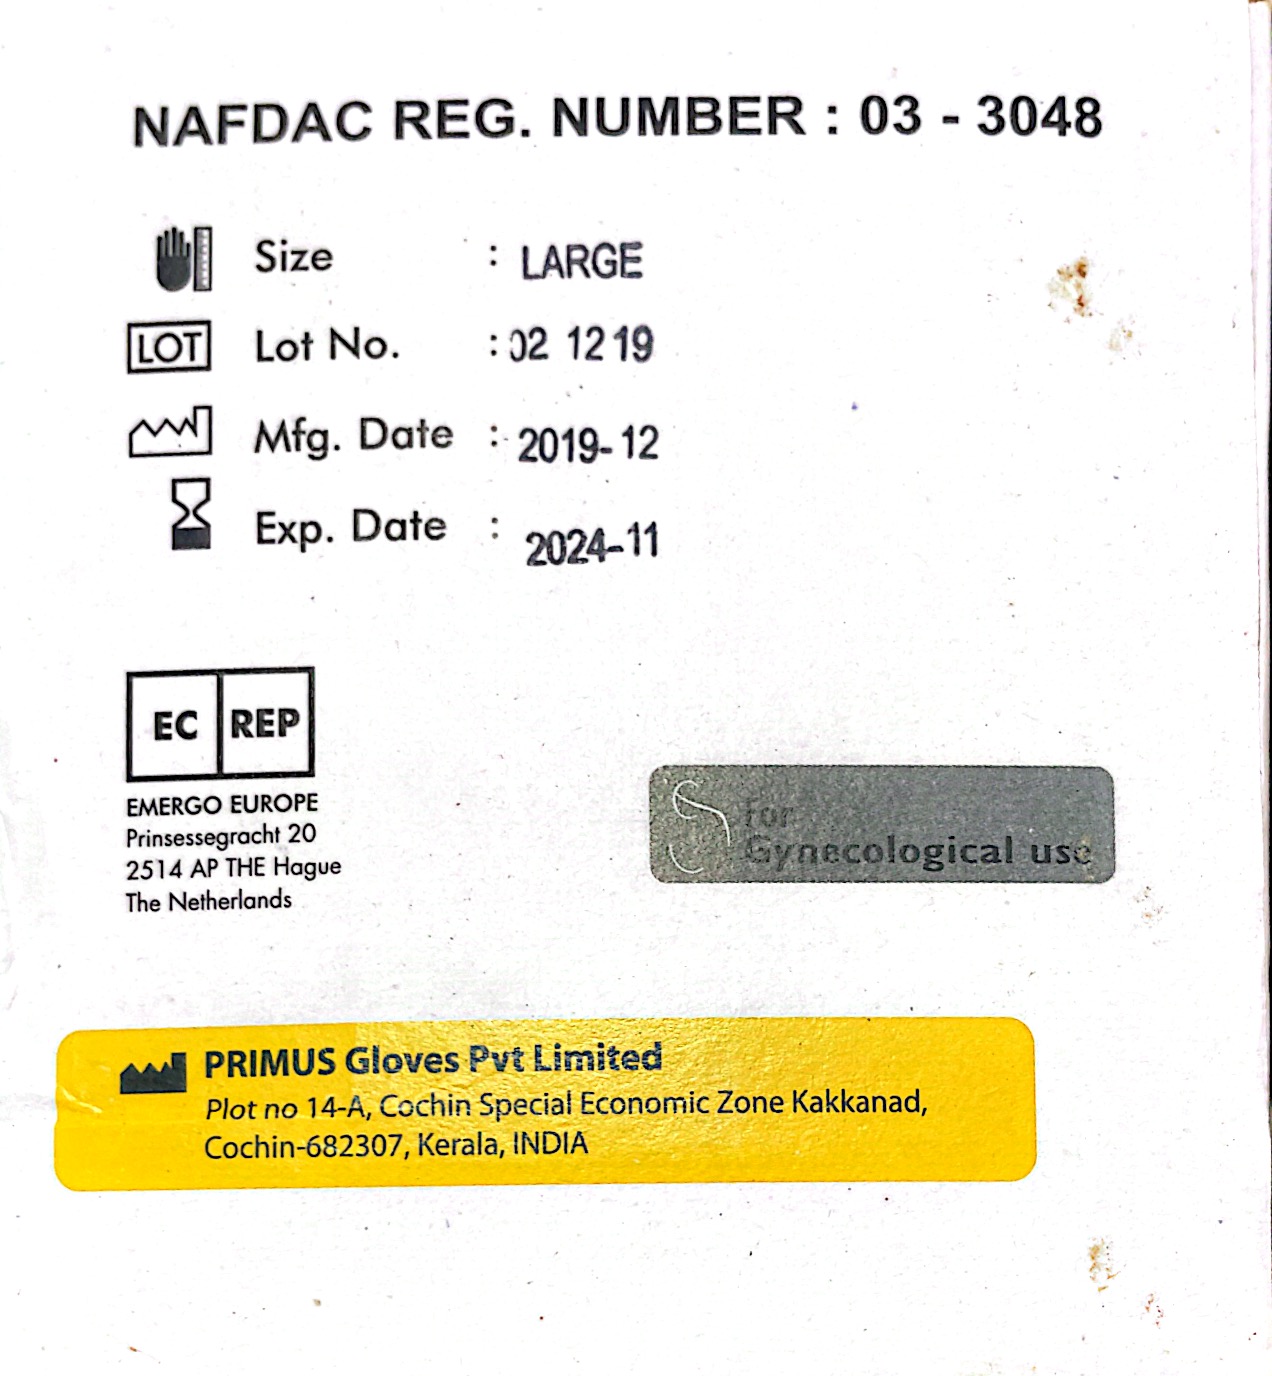 NAFDAC REG. NUMBER : 03 - 3048
Size : LARGE
LOT Lot No. : 02 1219
Mfg. Date : 2019-12
Exp. Date : 2024-11
EC REP
EMERGO EUROPE
Prinsessegracht 20
2514 AP THE Hague
The Netherlands
For
Gynecological use
PRIMUS Gloves Pvt Limited
Plot no 14-A, Cochin Special Economic Zone Kakkanad,
Cochin-682307, Kerala, INDIA